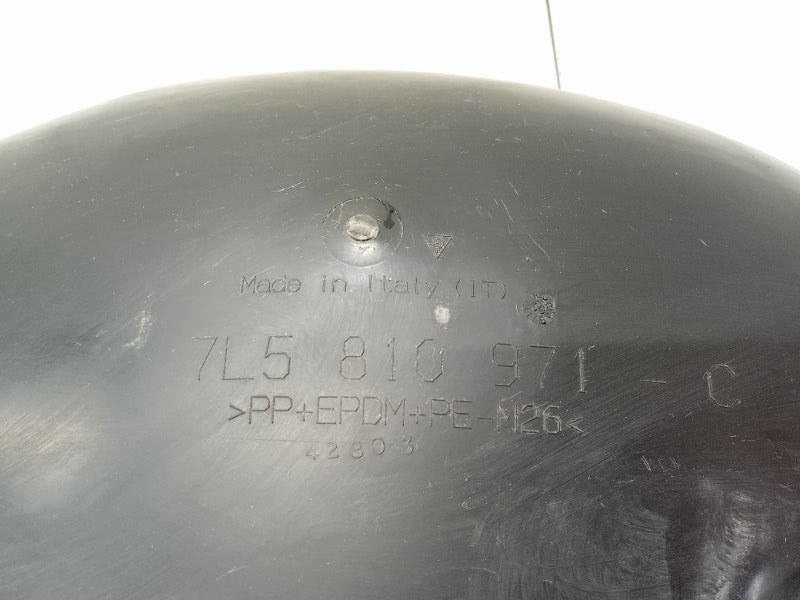 Made in Italy (IT)
7L5 810 971 - C
>PP+EPDM+PE-M26<
42803